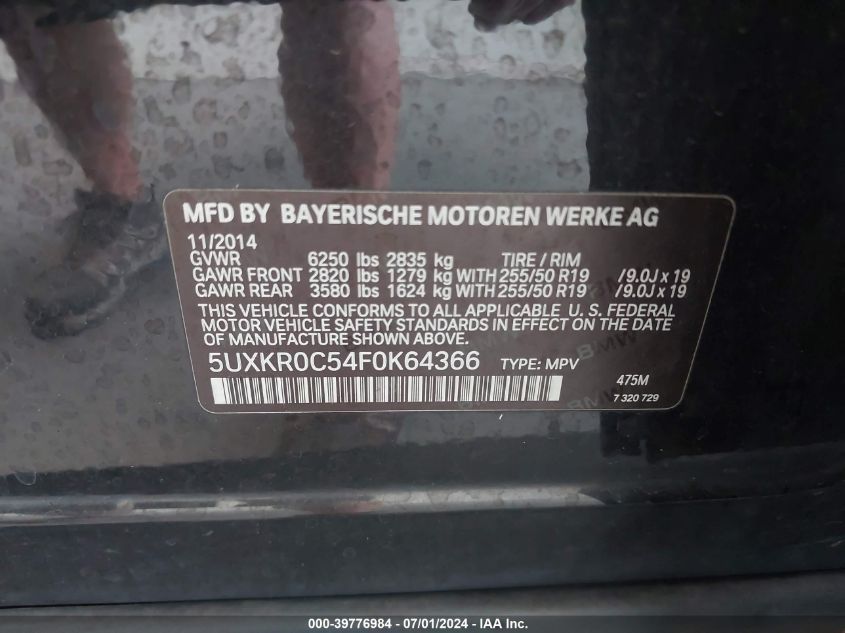 MFD BY BAYERISCHE MOTOREN WERKE AG
11/2014
GVWR 6250 lbs 2835 kg TIRE / RIM
GAWR FRONT 2820 lbs 1279 kg WITH 255/50 R19 /9.0J x 19
GAWR REAR 3580 lbs 1624 kg WITH 255/50 R19 /9.0J x 19
THIS VEHICLE CONFORMS TO ALL APPLICABLE U. S. FEDERAL
MOTOR VEHICLE SAFETY STANDARDS IN EFFECT ON THE DATE
OF MANUFACTURE SHOWN ABOVE.
5UXKR0C54F0K64366 TYPE: MPV
475M
7 320 729
BMW
000-39776984 / 07/01/2024 - IAA Inc.